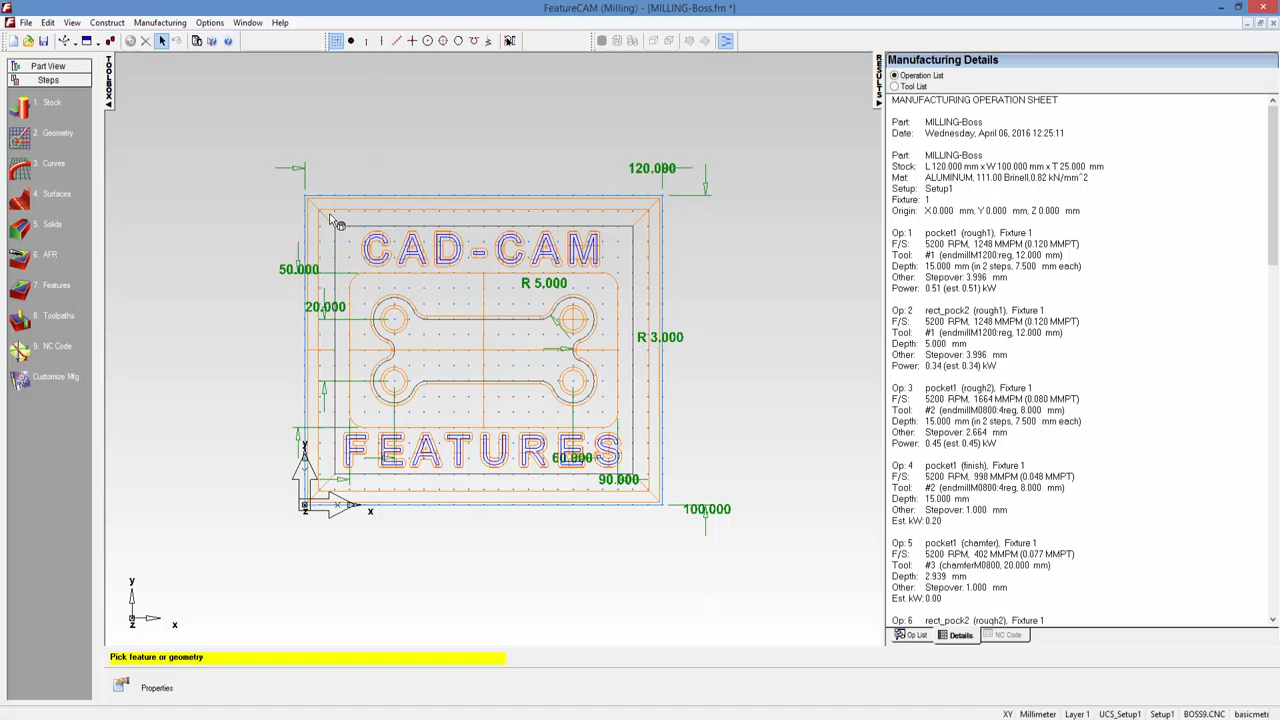 FeatureCAM (Milling) - [MILLING-Boss.fm *]
File Edit View Construct Manufacturing Options Window Help
Part View
Steps
1. Stock
2. Geometry
3. Curves
4. Surfaces
5. Solids
6. AFR
7. Features
8. Toolpaths
9. NC Code
Customize Mfg.
TOOLBOX
120.000
CAD-CAM
50.000
R 5.000
20.000
R 3.000
FEATURES
60.000
90.000
100.000
y
x
z
y
x
z
RESULTS
Manufacturing Details
Operation List
Tool List
MANUFACTURING OPERATION SHEET
Part: MILLING-Boss
Date: Wednesday, April 06, 2016 12:25:11
Part: MILLING-Boss
Stock: L 120.000 mm x W 100.000 mm x T 25.000 mm
Mat: ALUMINUM, 111.00 Brinell,0.82 kN/mm^2
Setup: Setup1
Fixture: 1
Origin: X 0.000 mm, Y 0.000 mm, Z 0.000 mm
Op: 1 pocket1 (rough1), Fixture 1
F/S: 5200 RPM, 1248 MMPM (0.120 MMPT)
Tool: #1 (endmillM1200:reg, 12.000 mm)
Depth: 15.000 mm (in 2 steps, 7.500 mm each)
Other: Stepover: 3.996 mm
Power: 0.51 (est. 0.51) kW
Op: 2 rect_pock2 (rough1), Fixture 1
F/S: 5200 RPM, 1248 MMPM (0.120 MMPT)
Tool: #1 (endmillM1200:reg, 12.000 mm)
Depth: 5.000 mm
Other: Stepover: 3.996 mm
Power: 0.34 (est. 0.34) kW
Op: 3 pocket1 (rough2), Fixture 1
F/S: 5200 RPM, 1664 MMPM (0.080 MMPT)
Tool: #2 (endmillM0800:4reg, 8.000 mm)
Depth: 15.000 mm (in 2 steps, 7.500 mm each)
Other: Stepover: 2.664 mm
Power: 0.45 (est. 0.45) kW
Op: 4 pocket1 (finish), Fixture 1
F/S: 5200 RPM, 998 MMPM (0.048 MMPT)
Tool: #2 (endmillM0800:4reg, 8.000 mm)
Depth: 15.000 mm
Other: Stepover: 1.000 mm
Est. kW: 0.20
Op: 5 pocket1 (chamfer), Fixture 1
F/S: 5200 RPM, 402 MMPM (0.077 MMPT)
Tool: #3 (chamferM0800, 20.000 mm)
Depth: 2.939 mm
Other: Stepover: 1.000 mm
Est. kW: 0.00
Op: 6 rect_pock2 (rough2), Fixture 1
Op List Details NC Code
Pick feature or geometry
Properties
XY Millimeter Layer 1 UCS_Setup1 Setup1 BOSS9.CNC basicmetr